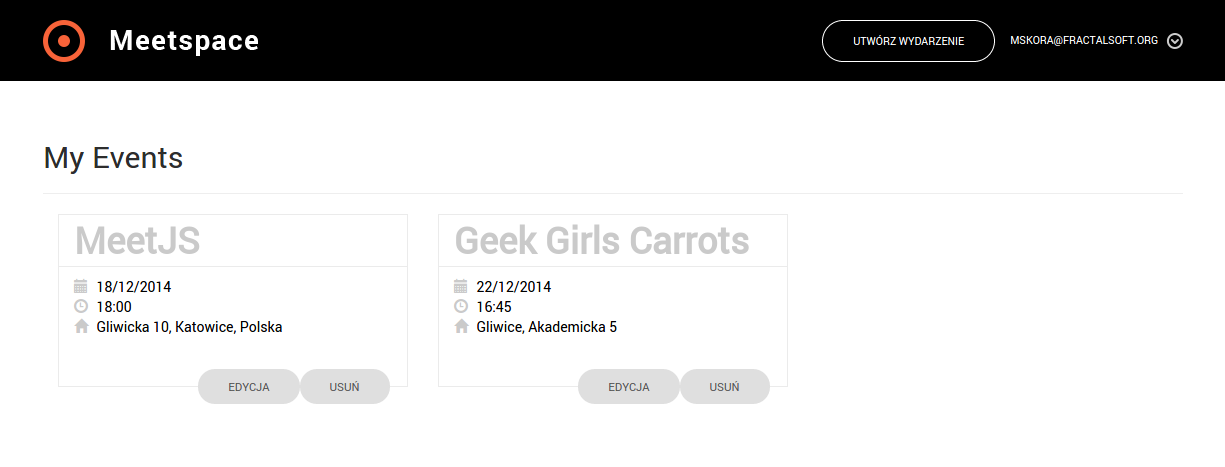 Meetspace
UTWÓRZ WYDARZENIE
MSKORA@FRACTALSOFT.ORG
My Events
MeetJS
18/12/2014
18:00
Gliwicka 10, Katowice, Polska
EDYCJA
USUŃ
Geek Girls Carrots
22/12/2014
16:45
Gliwice, Akademicka 5
EDYCJA
USUŃ